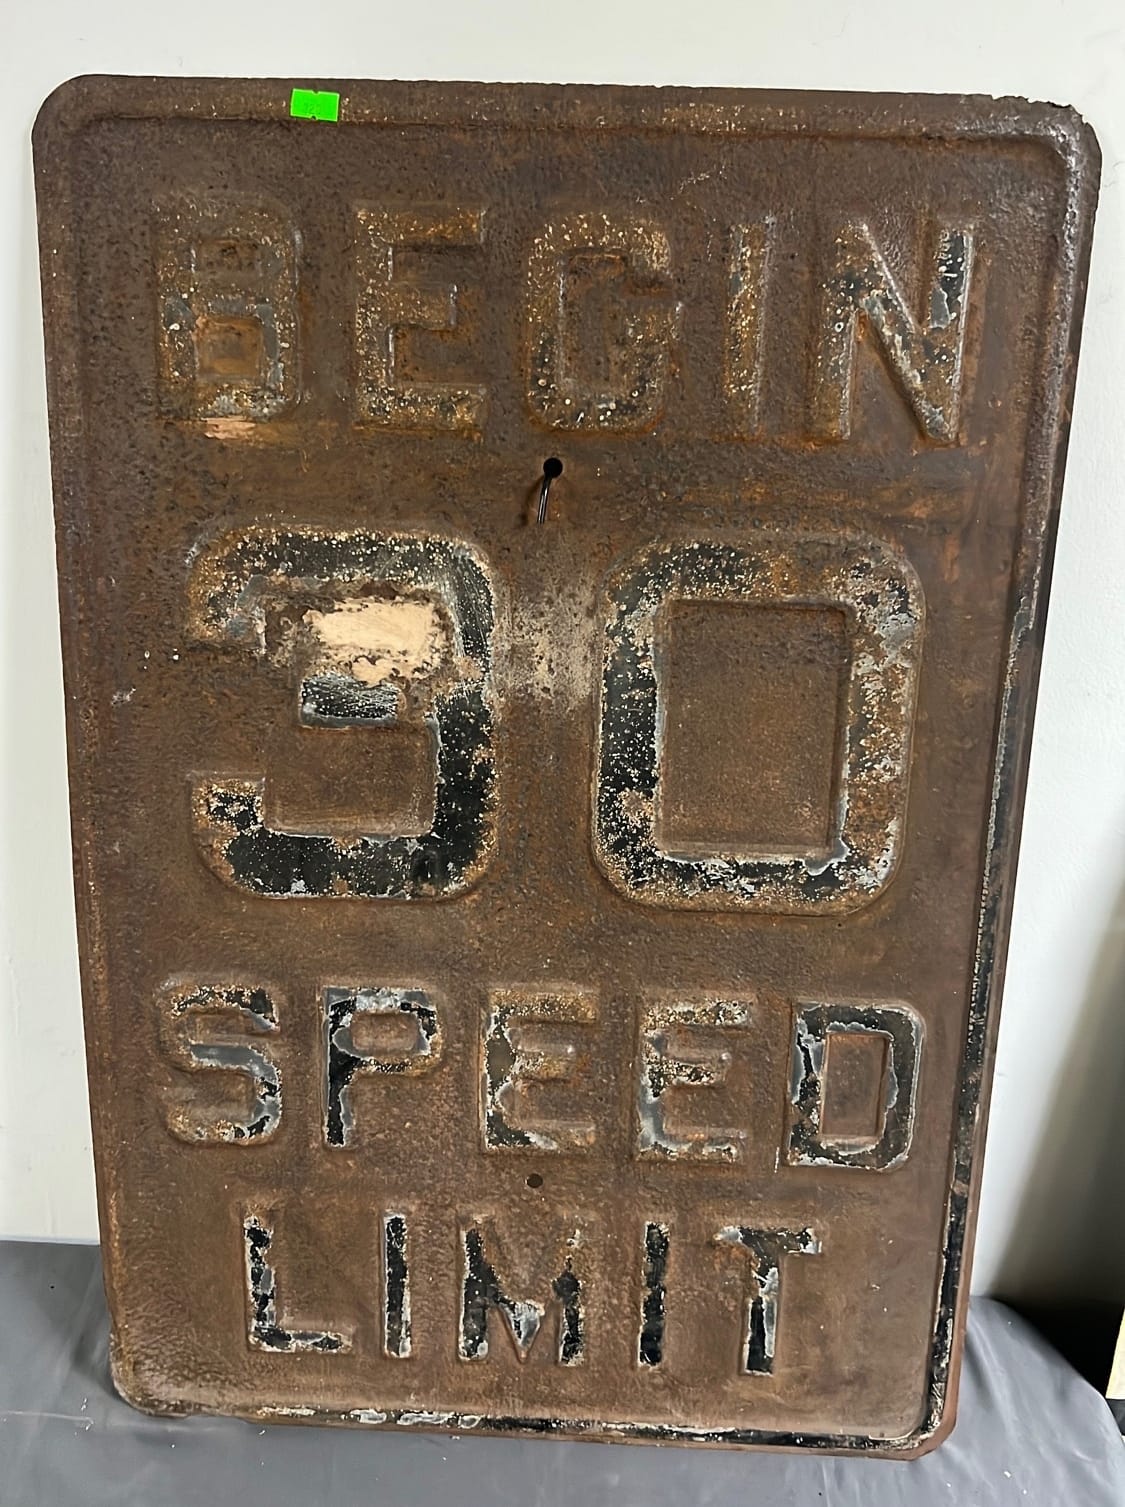 BEGIN
30
SPEED
LIMIT